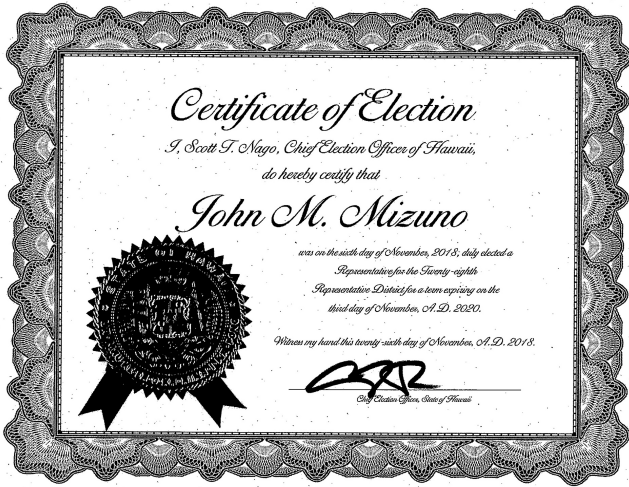 Certificate of Election
I, Scott T. Nago, Chief Election Officer of Hawaii,
do hereby certify that
John M. Mizuno
was on the sixth day of November, 2018; duly elected a
Representative for the Twenty-eighth
Representative District for a term expiring on the
third day of November, A.D. 2020.
Witness my hand this twenty-sixth day of November, A.D. 2018.
Chief Election Officer, State of Hawaii
STATE OF HAWAII